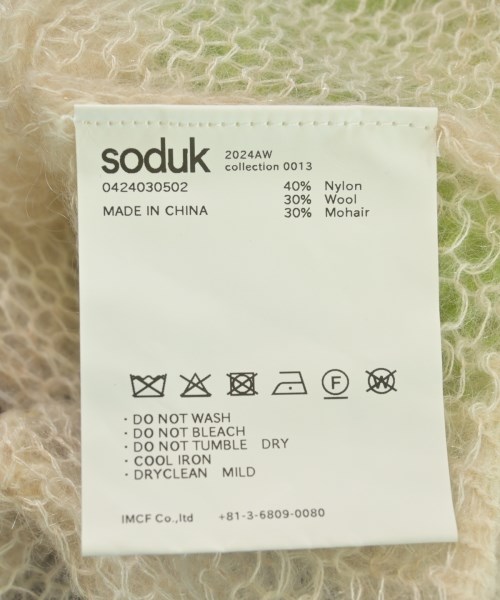 soduk 2024AW
collection 0013
0424030502 40% Nylon
30% Wool
MADE IN CHINA 30% Mohair
F W
· DO NOT WASH
· DO NOT BLEACH
· DO NOT TUMBLE DRY
· COOL IRON
· DRYCLEAN MILD
IMCF Co.,ltd +81-3-6809-0080